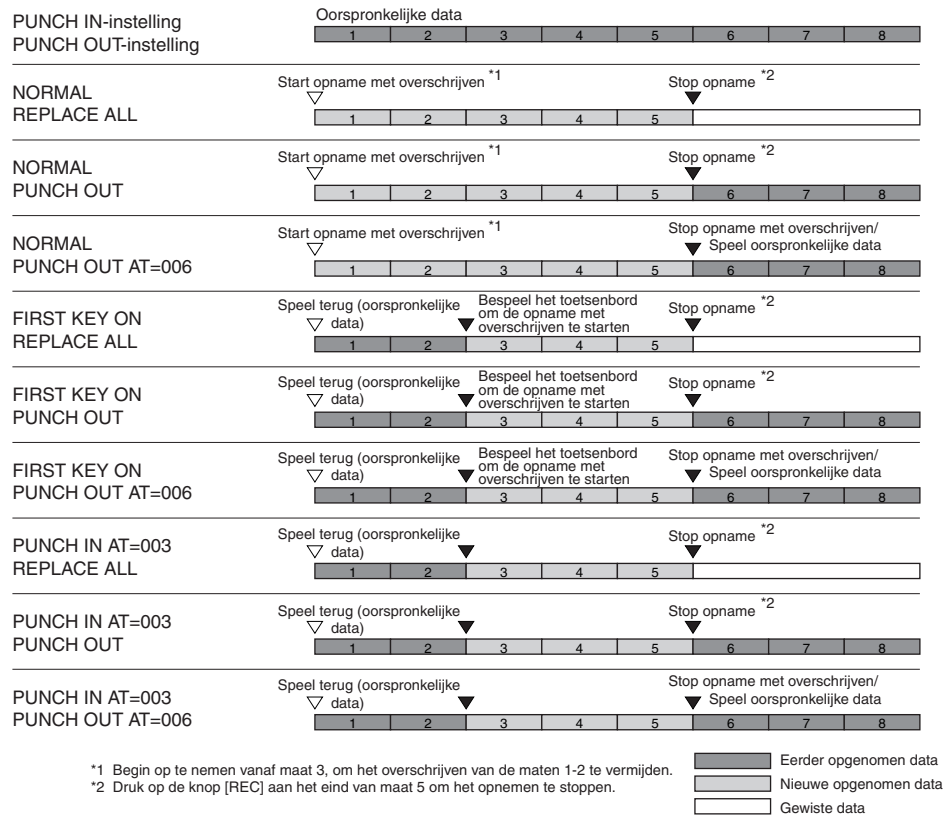 PUNCH IN-instelling
PUNCH OUT-instelling
Oorspronkelijke data
1 2 3 4 5 6 7 8
NORMAL
REPLACE ALL
Start opname met overschrijven *1
Stop opname *2
1 2 3 4 5
NORMAL
PUNCH OUT
Start opname met overschrijven *1
Stop opname *2
1 2 3 4 5 6 7 8
NORMAL
PUNCH OUT AT=006
Start opname met overschrijven *1
Stop opname met overschrijven/
Speel oorspronkelijke data
1 2 3 4 5 6 7 8
FIRST KEY ON
REPLACE ALL
Speel terug (oorspronkelijke
data)
Bespeel het toetsenbord
om de opname met
overschrijven te starten
Stop opname *2
1 2 3 4 5
FIRST KEY ON
PUNCH OUT
Speel terug (oorspronkelijke
data)
Bespeel het toetsenbord
om de opname met
overschrijven te starten
Stop opname *2
1 2 3 4 5 6 7 8
FIRST KEY ON
PUNCH OUT AT=006
Speel terug (oorspronkelijke
data)
Bespeel het toetsenbord
om de opname met
overschrijven te starten
Stop opname met overschrijven/
Speel oorspronkelijke data
1 2 3 4 5 6 7 8
PUNCH IN AT=003
REPLACE ALL
Speel terug (oorspronkelijke
data)
Stop opname *2
1 2 3 4 5
PUNCH IN AT=003
PUNCH OUT
Speel terug (oorspronkelijke
data)
Stop opname *2
1 2 3 4 5 6 7 8
PUNCH IN AT=003
PUNCH OUT AT=006
Speel terug (oorspronkelijke
data)
Stop opname met overschrijven/
Speel oorspronkelijke data
1 2 3 4 5 6 7 8
*1 Begin op te nemen vanaf maat 3, om het overschrijven van de maten 1-2 te vermijden.
*2 Druk op de knop [REC] aan het eind van maat 5 om het opnemen te stoppen.
Eerder opgenomen data
Nieuwe opgenomen data
Gewiste data